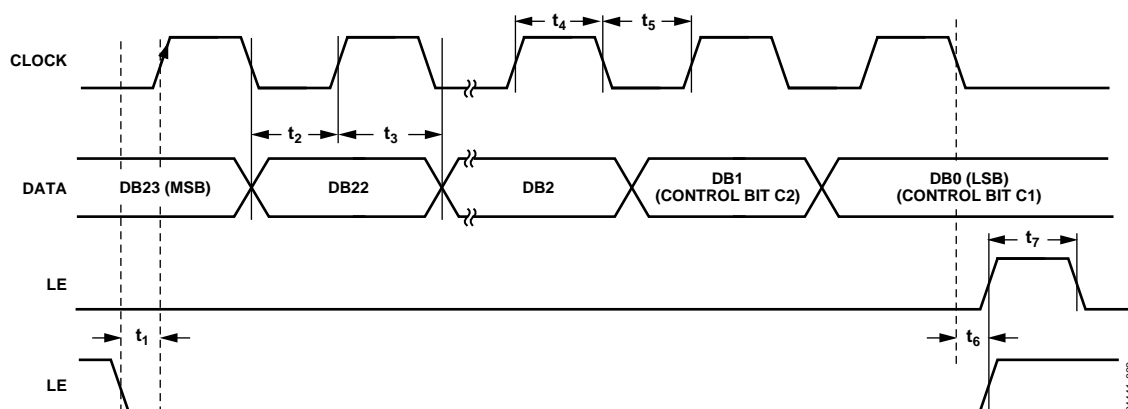 t4
t5
CLOCK
t2
t3
DATA
DB23 (MSB)
DB22
DB2
DB1
(CONTROL BIT C2)
DB0 (LSB)
(CONTROL BIT C1)
t7
LE
t1
t6
LE